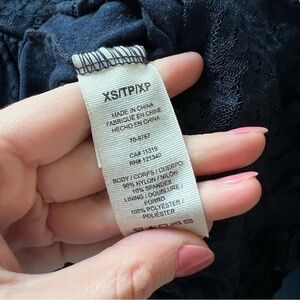 XS/TP/XP
MADE IN CHINA
FABRIQUÉ EN CHINE
HECHO EN CHINA
70-8757
CA# 11319
RN# 121340
BODY / CORPS / CUERPO:
90% NYLON / NILÓN
10% SPANDEX
LINING / DOUBLURE /
FORRO
100% POLYESTER /
POLIÉSTER